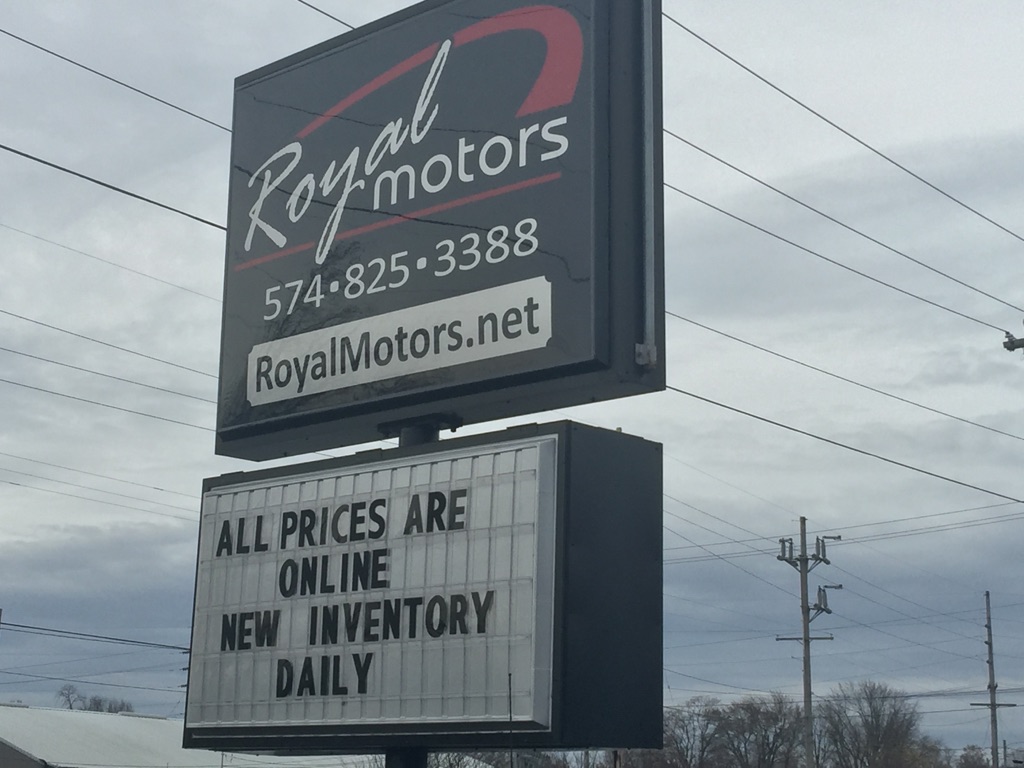 Royal
motors
574•825•3388
RoyalMotors.net
ALL PRICES ARE
ONLINE
NEW INVENTORY
DAILY